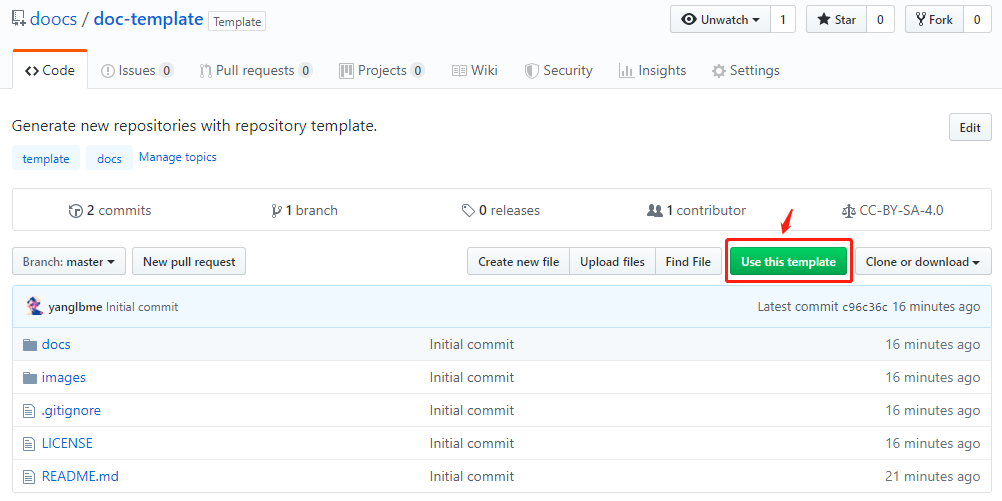 doocs / doc-template Template Unwatch 1 Star 0 Fork 0
Code Issues 0 Pull requests 0 Projects 0 Wiki Security Insights Settings
Generate new repositories with repository template. Edit
template docs Manage topics
2 commits 1 branch 0 releases 1 contributor CC-BY-SA-4.0
Branch: master New pull request Create new file Upload files Find File Use this template Clone or download
yanglbme Initial commit Latest commit c96c36c 16 minutes ago
docs Initial commit 16 minutes ago
images Initial commit 16 minutes ago
.gitignore Initial commit 16 minutes ago
LICENSE Initial commit 16 minutes ago
README.md Initial commit 21 minutes ago